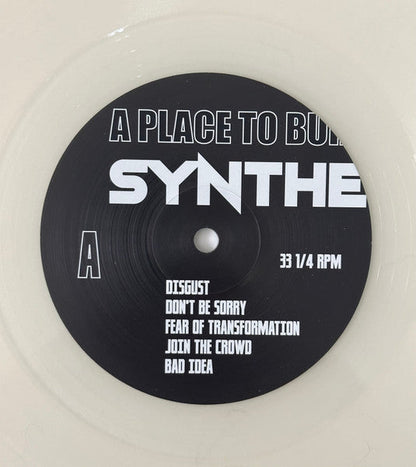 A PLACE TO BU
SYNTHE
A
33 1/4 RPM
DISGUST
DON'T BE SORRY
FEAR OF TRANSFORMATION
JOIN THE CROWD
BAD IDEA